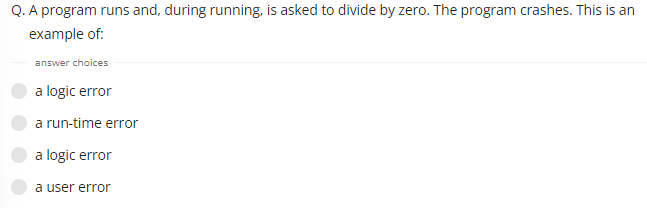 Q. A program runs and, during running, is asked to divide by zero. The program crashes. This is an
example of:
answer choices
a logic error
a run-time error
a logic error
a user error